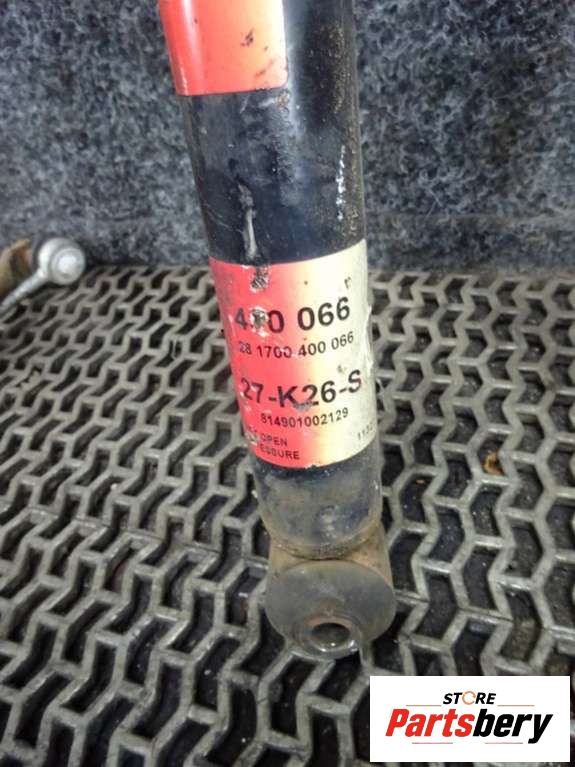 066
28 1700 400 066
27-K26-S
814901002129
OPEN
STORE
Partsbery